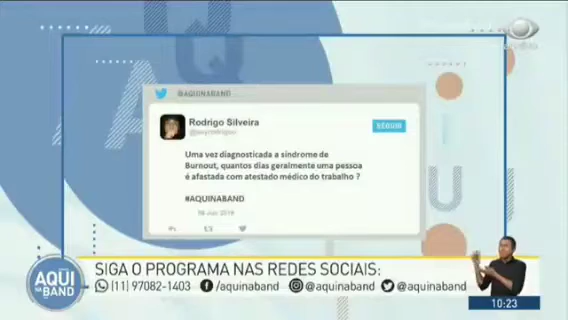 @AQUINABAND
Rodrigo Silveira
SEGUIR
Uma vez diagnosticada a síndrome de
Burnout, quantos dias geralmente uma pessoa
é afastada com atestado médico do trabalho ?
#AQUINABAND
AQUI
NA
BAND
SIGA O PROGRAMA NAS REDES SOCIAIS:
(11) 97082-1403 /aquinaband @aquinaband @aquinaband
10:23